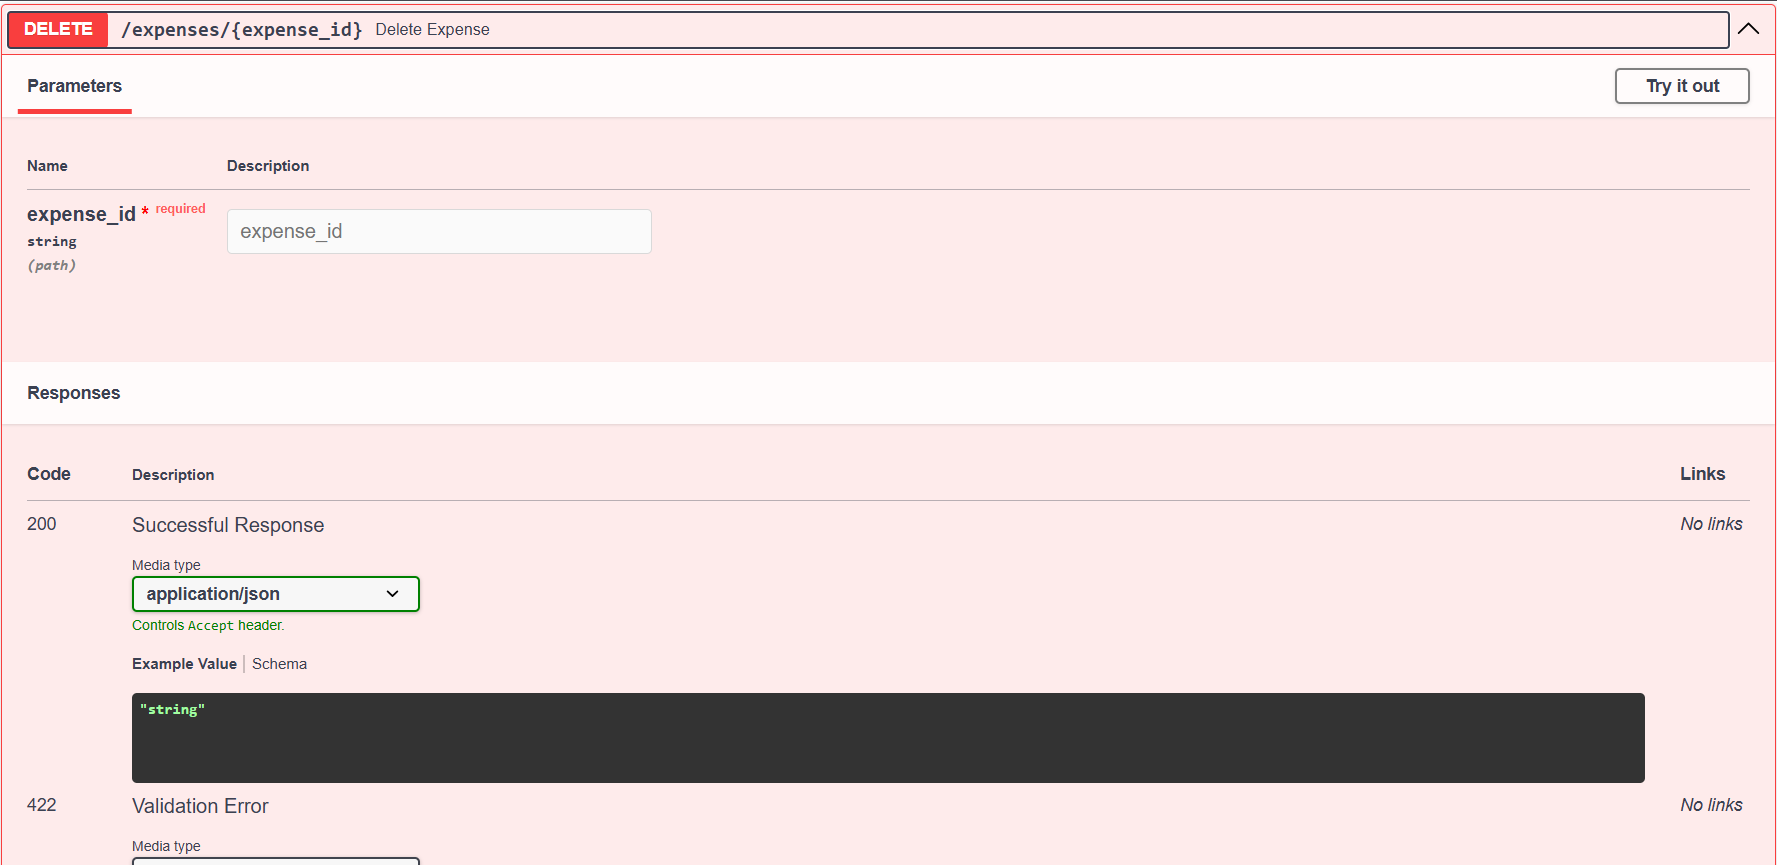 DELETE /expenses/{expense_id} Delete Expense
Parameters
Try it out
Name Description
expense_id * required
string
(path)
expense_id
Responses
Code Description Links
200 Successful Response No links
Media type
application/json
Controls Accept header.
Example Value Schema
"string"
422 Validation Error No links
Media type